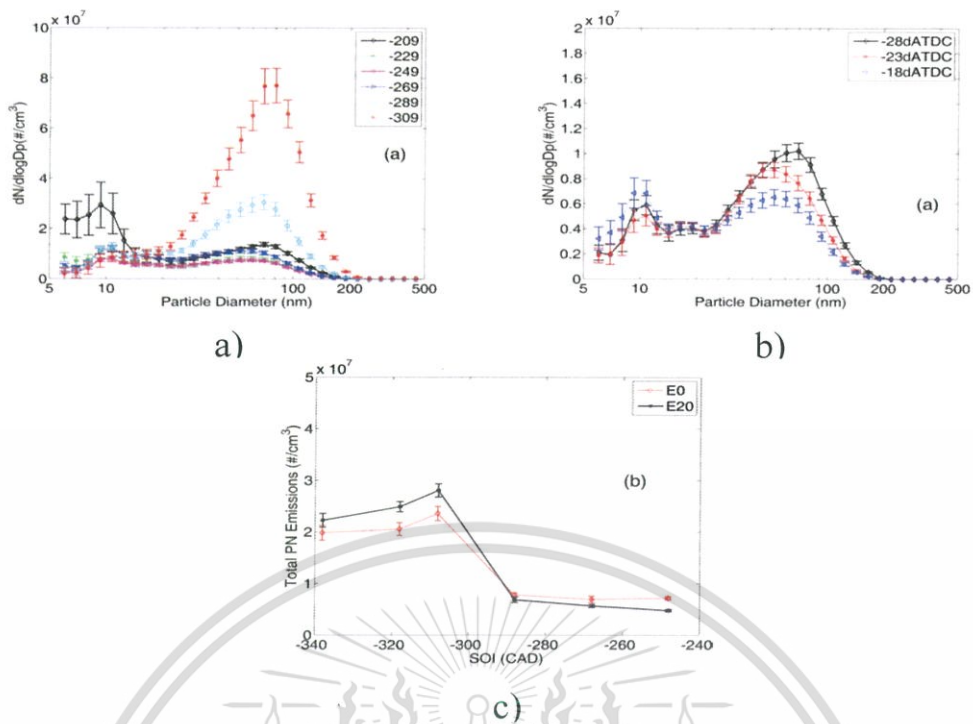 x 10⁷
10
8
6
4
2
0
dN/dlogDp(#/cm³)
-209
-229
-249
-269
-289
-309
(a)
5
10
100
200
500
Particle Diameter (nm)
a)
x 10⁷
2
1.8
1.6
1.4
1.2
1
0.8
0.6
0.4
0.2
0
dN/dlogDp(#/cm³)
-28dATDC
-23dATDC
-18dATDC
(a)
5
10
100
200
500
Particle Diameter (nm)
b)
x 10⁷
5
4
3
2
1
0
Total PN Emissions (#/cm³)
E0
E20
(b)
-340
-320
-300
-280
-260
-240
SOI (CAD)
c)